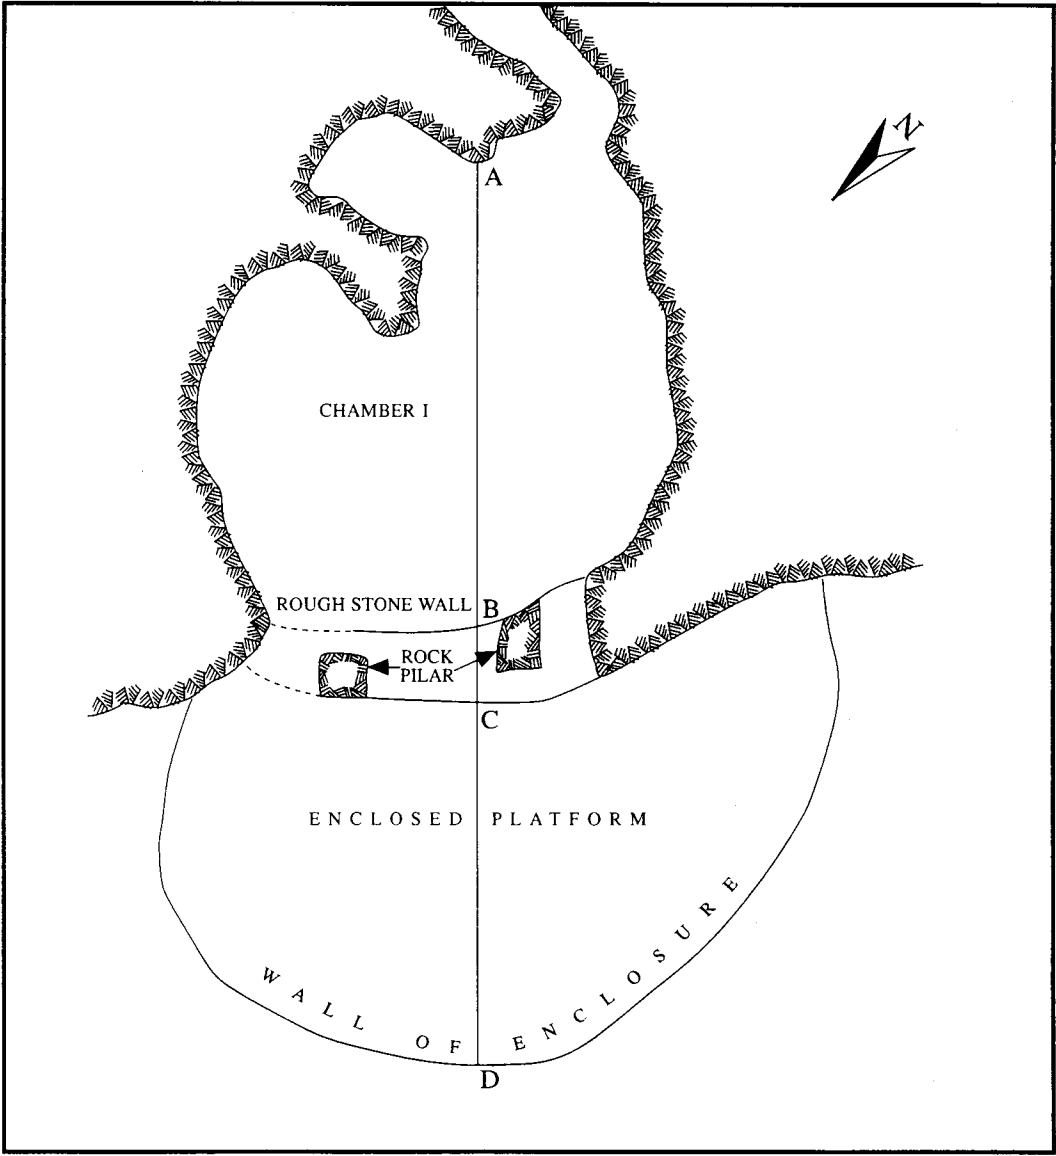 N
A
CHAMBER I
ROUGH STONE WALL
B
ROCK
PILAR
C
ENCLOSED PLATFORM
WALL OF ENCLOSURE
D